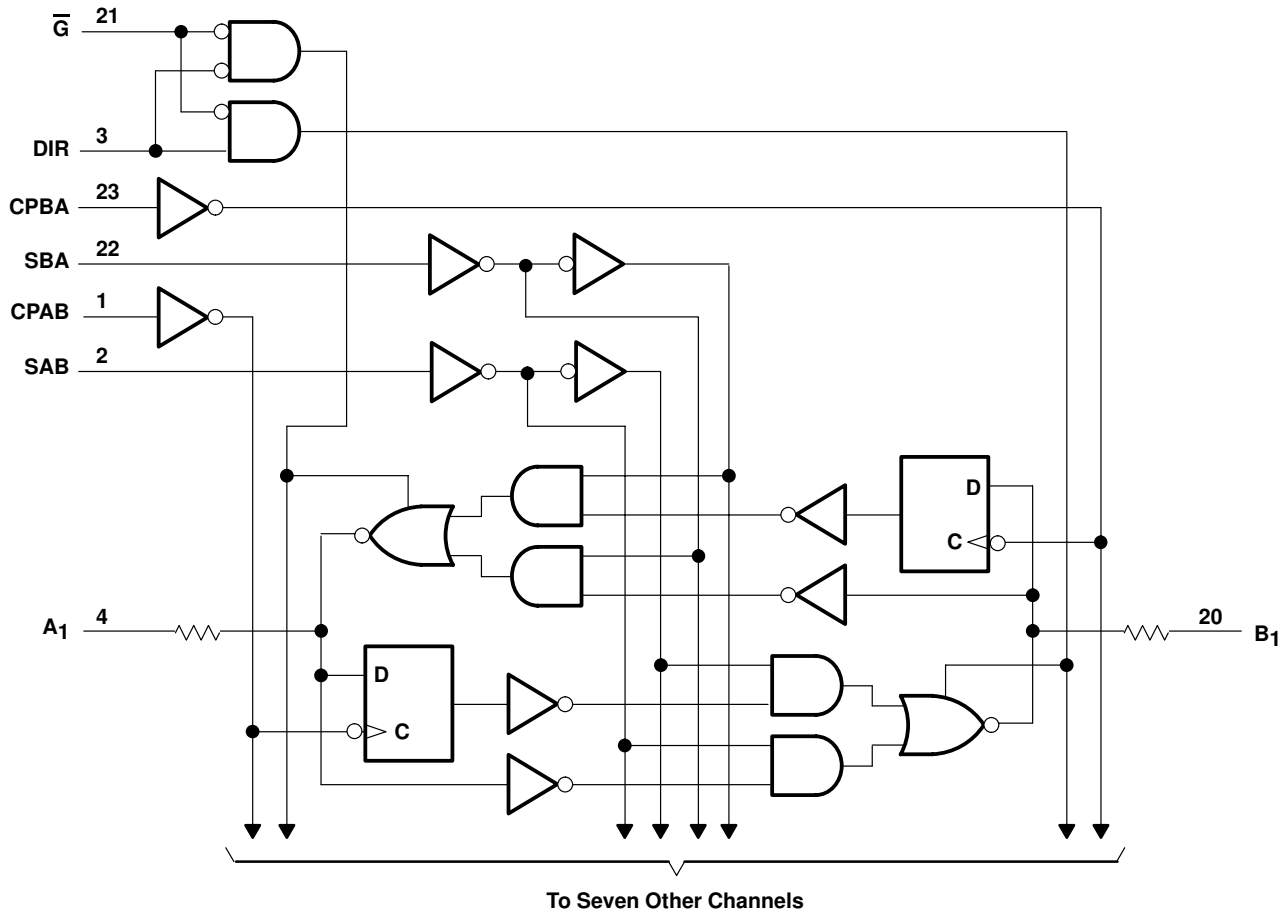 G̅ 21
DIR 3
CPBA 23
SBA 22
CPAB 1
SAB 2
D
C
A1 4
20 B1
D
C
To Seven Other Channels